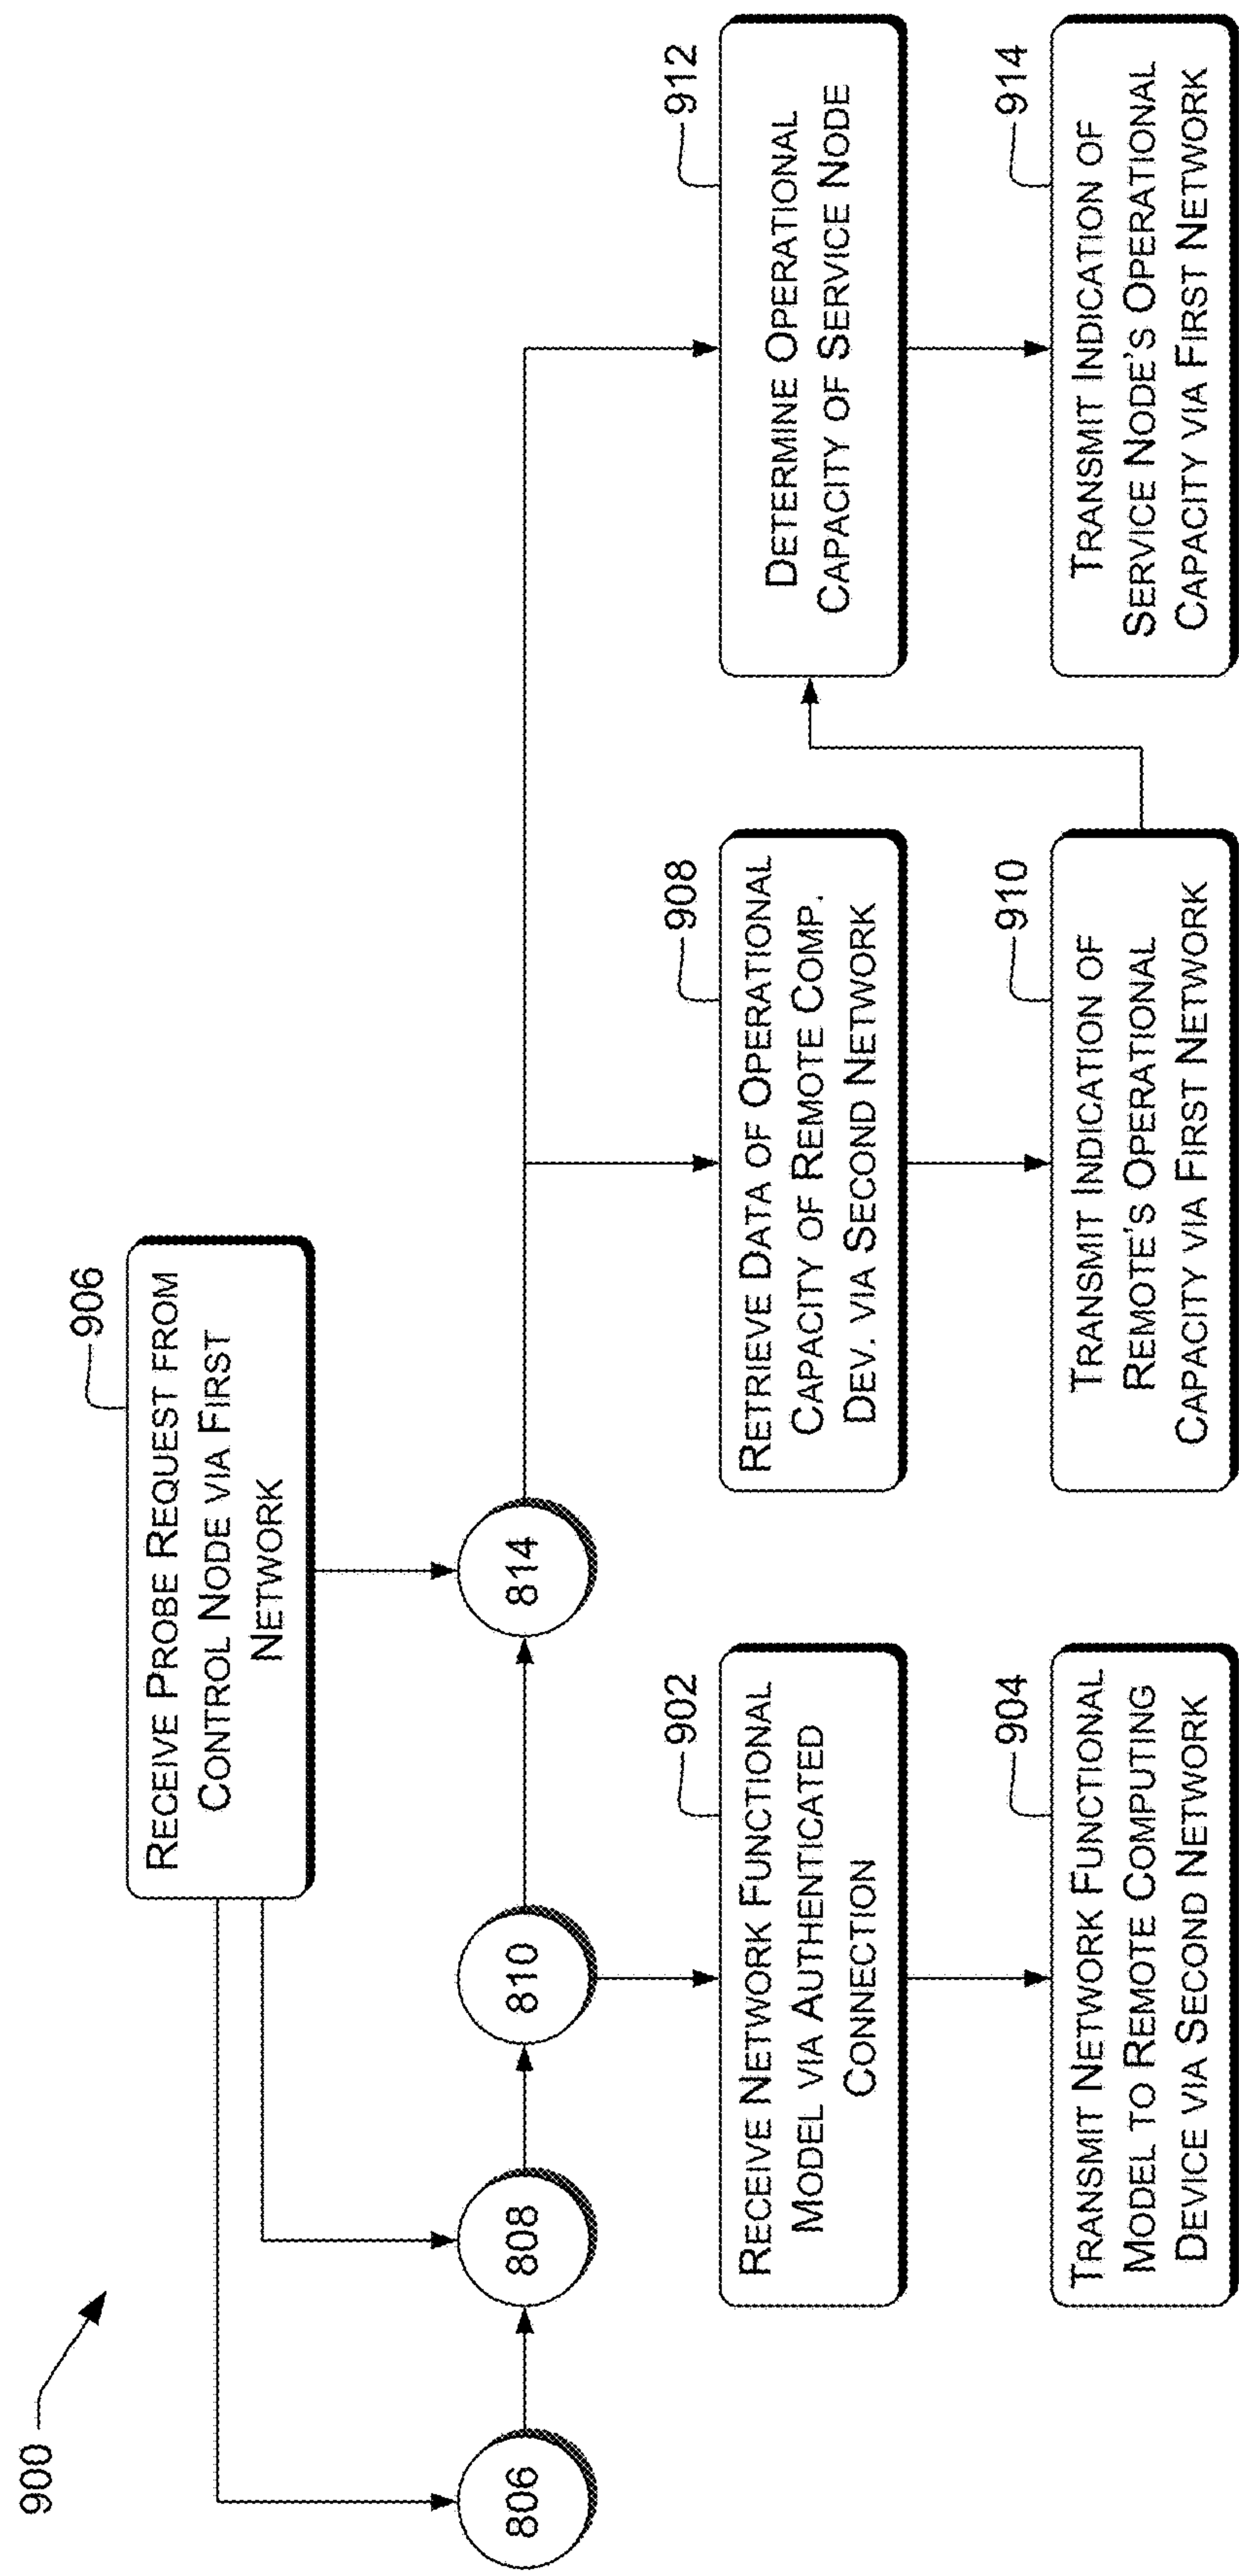 900
906
RECEIVE PROBE REQUEST FROM
CONTROL NODE VIA FIRST
NETWORK
806
808
810
814
902
RECEIVE NETWORK FUNCTIONAL
MODEL VIA AUTHENTICATED
CONNECTION
904
TRANSMIT NETWORK FUNCTIONAL
MODEL TO REMOTE COMPUTING
DEVICE VIA SECOND NETWORK
908
RETRIEVE DATA OF OPERATIONAL
CAPACITY OF REMOTE COMP.
DEV. VIA SECOND NETWORK
910
TRANSMIT INDICATION OF
REMOTE'S OPERATIONAL
CAPACITY VIA FIRST NETWORK
912
DETERMINE OPERATIONAL
CAPACITY OF SERVICE NODE
914
TRANSMIT INDICATION OF
SERVICE NODE'S OPERATIONAL
CAPACITY VIA FIRST NETWORK